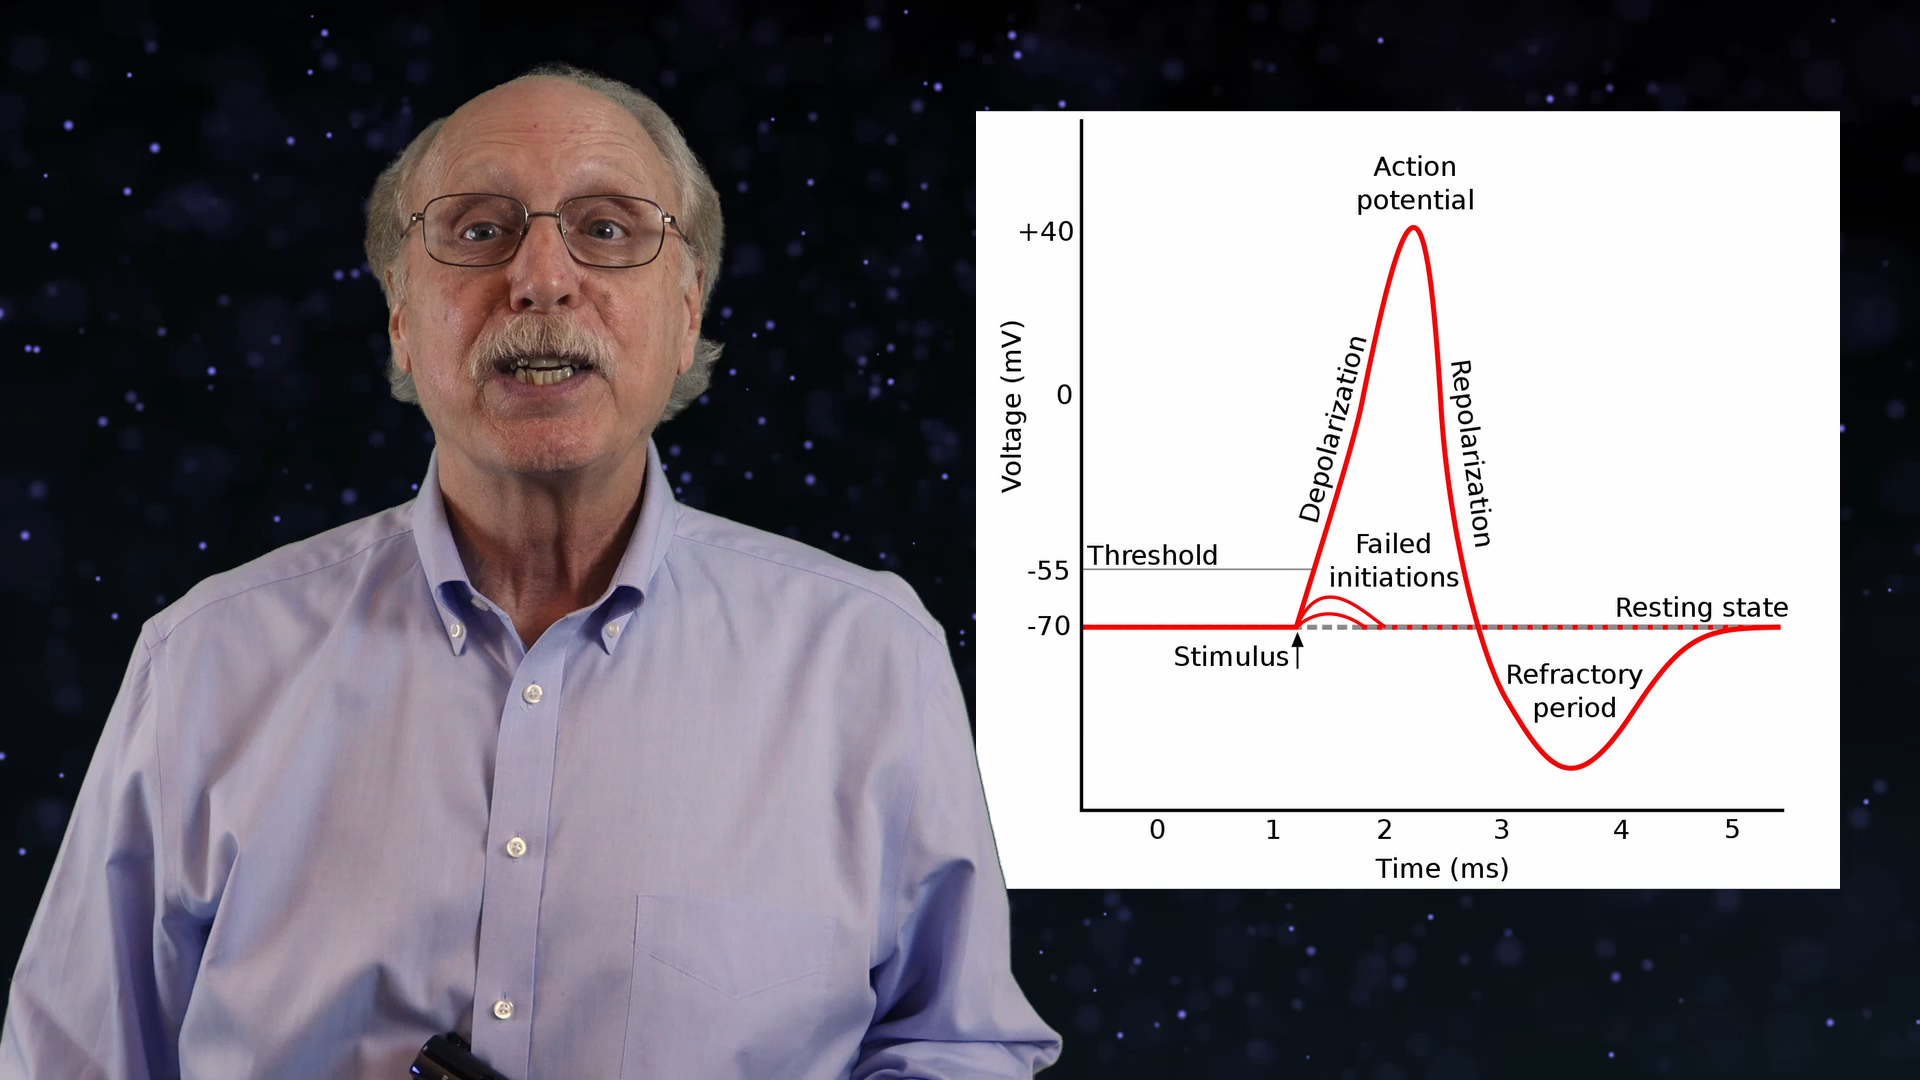 Action
potential
+40
Voltage (mV)
0
Depolarization
Repolarization
Threshold
Failed
initiations
-55
Resting state
-70
Stimulus
Refractory
period
0 1 2 3 4 5
Time (ms)